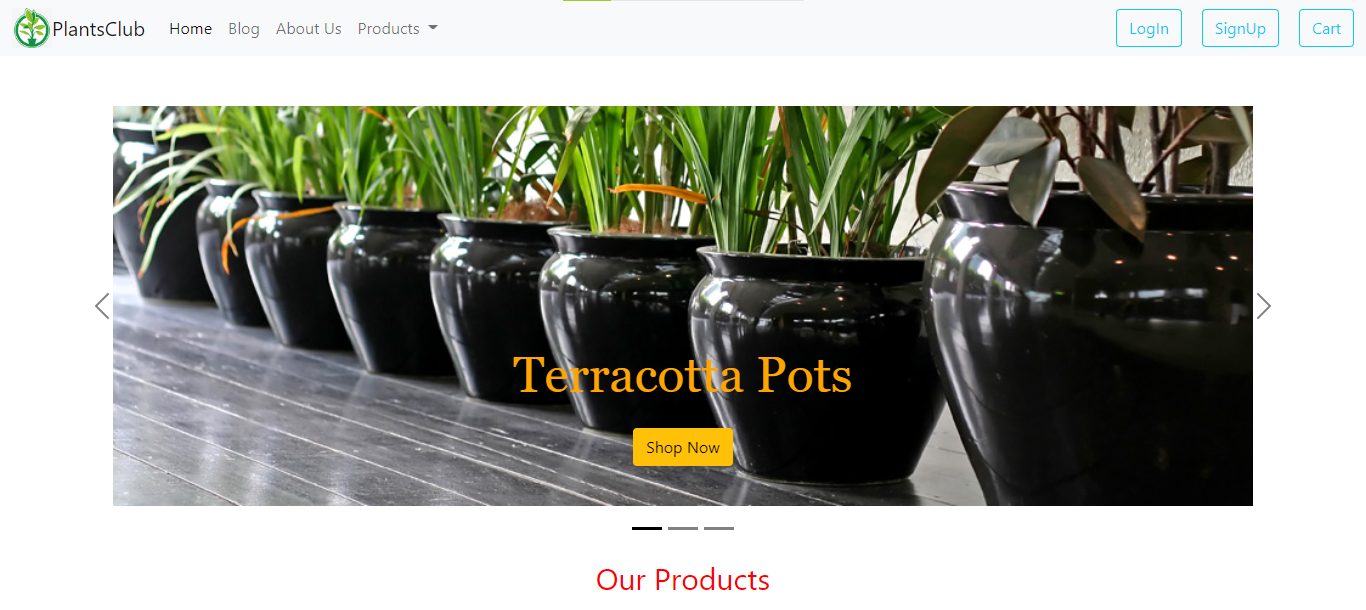 PlantsClub Home Blog About Us Products LogIn SignUp Cart
Terracotta Pots
Shop Now
Our Products